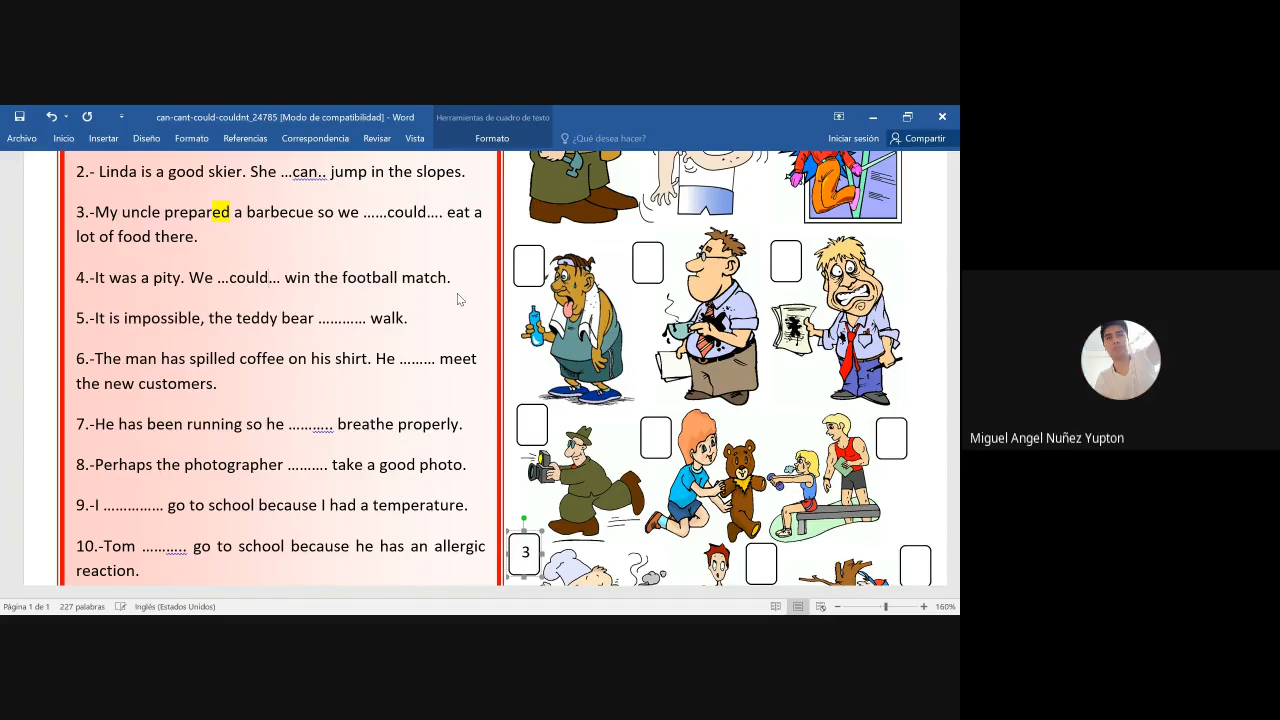 can-cant-could-couldnt_24785 [Modo de compatibilidad] - Word
Herramientas de cuadro de texto
Archivo Inicio Insertar Diseño Formato Referencias Correspondencia Revisar Vista Formato ¿Qué desea hacer? Iniciar sesión Compartir
2.- Linda is a good skier. She …can.. jump in the slopes.
3.-My uncle prepared a barbecue so we ……could…. eat a
lot of food there.
4.-It was a pity. We …could… win the football match.
5.-It is impossible, the teddy bear ………… walk.
6.-The man has spilled coffee on his shirt. He ……… meet
the new customers.
7.-He has been running so he ……….. breathe properly.
8.-Perhaps the photographer ………. take a good photo.
9.-I …………… go to school because I had a temperature.
10.-Tom ……….. go to school because he has an allergic
reaction.
3
Miguel Angel Nuñez Yupton
Página 1 de 1 227 palabras Inglés (Estados Unidos) 160%